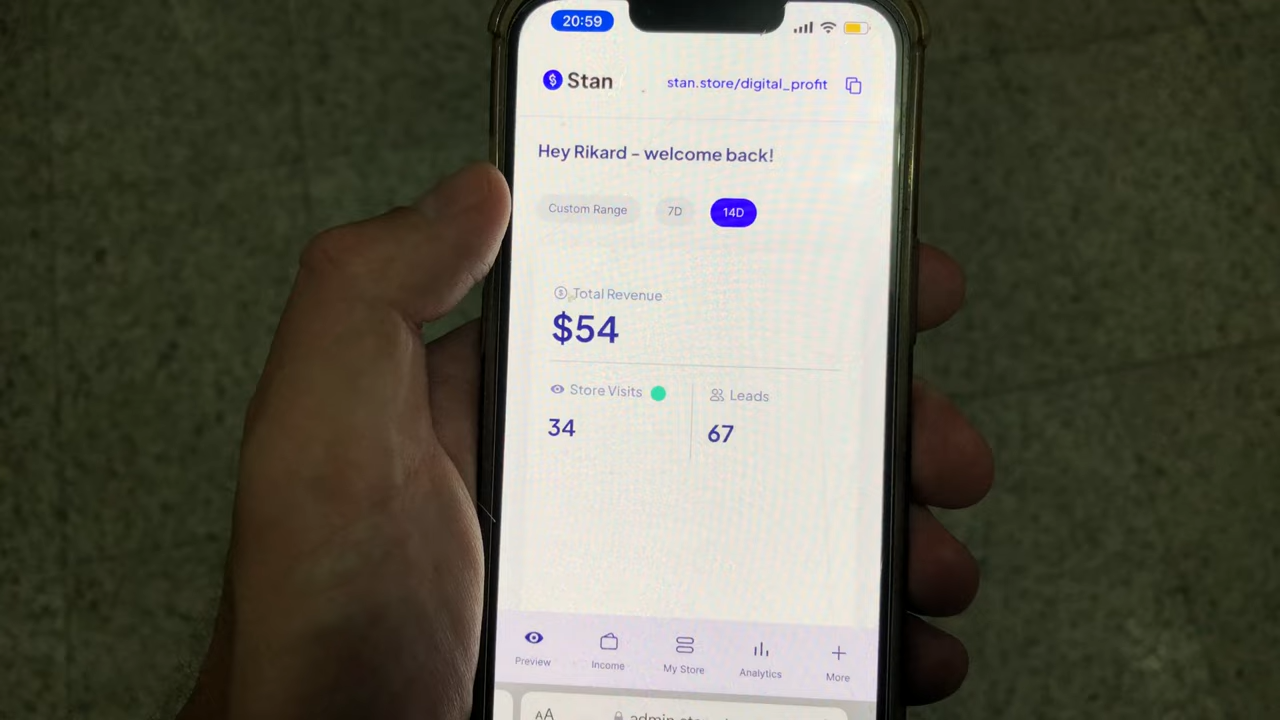 20:59
Stan
stan.store/digital_profit
Hey Rikard – welcome back!
Custom Range 7D 14D
Total Revenue
$54
Store Visits Leads
34 67
Preview Income My Store Analytics More
AA